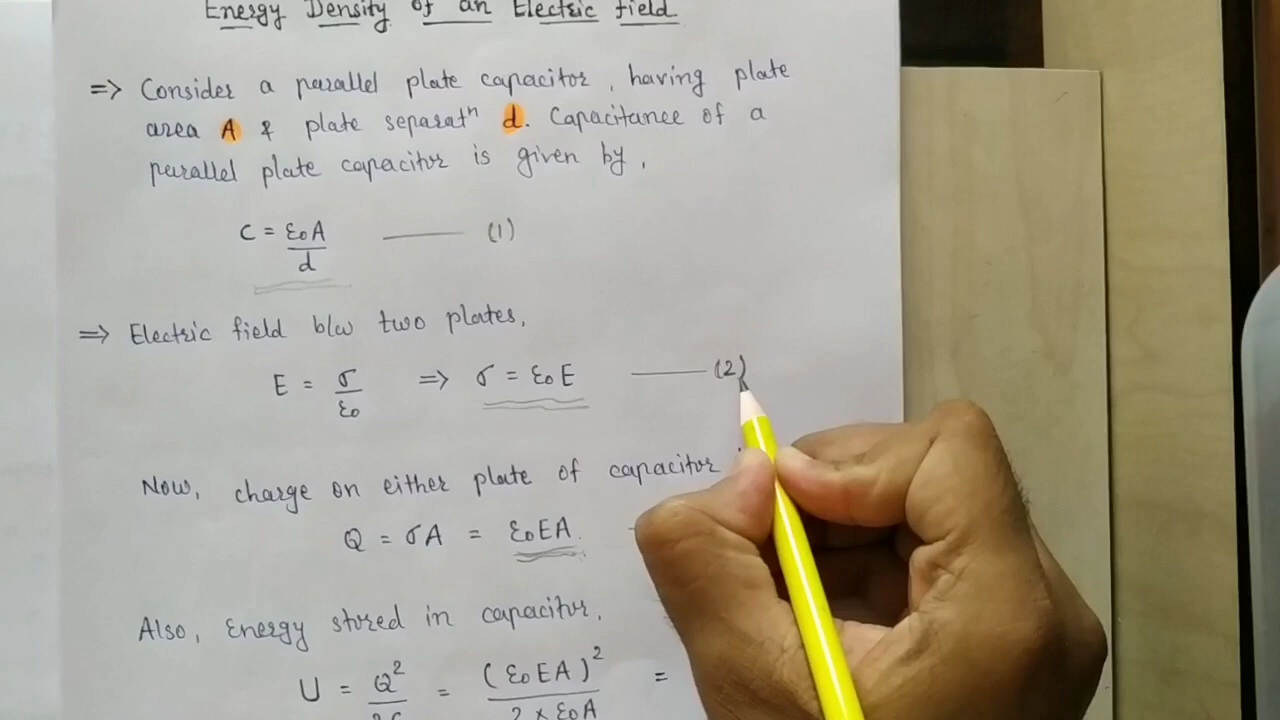 Energy Density of an Electric field
=> Consider a parallel plate capacitor, having plate
area A & plate separatⁿ d. Capacitance of a
parallel plate capacitor is given by,
C = ε₀A/d ——— (1)
=> Electric field b/w two plates,
E = σ/ε₀ => σ = ε₀E ——— (2)
Now, charge on either plate of capacitor
Q = σA = ε₀EA
Also, Energy stored in capacitor,
U = Q²/2C = (ε₀EA)²/2 × ε₀A =